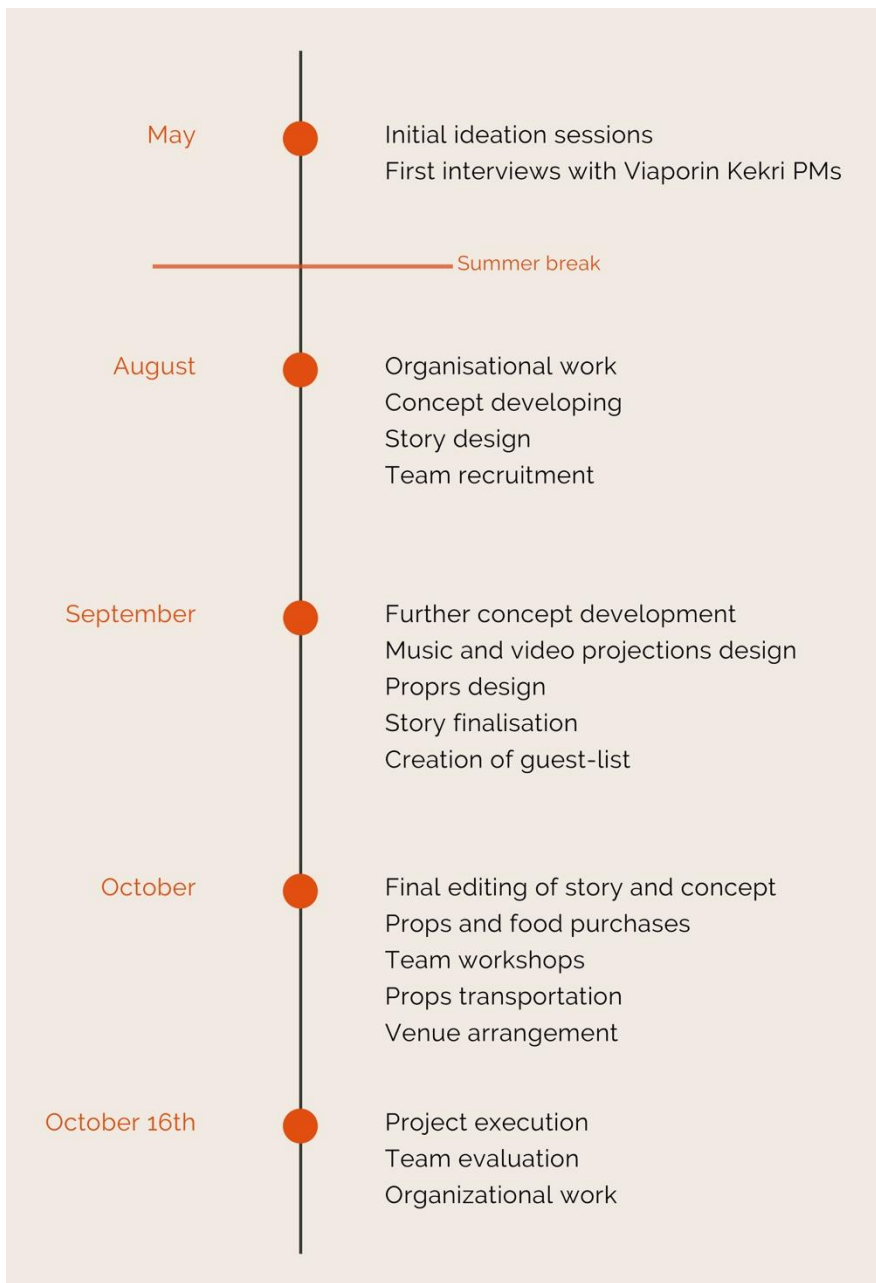 May
Initial ideation sessions
First interviews with Viaporin Kekri PMs
Summer break
August
Organisational work
Concept developing
Story design
Team recruitment
September
Further concept development
Music and video projections design
Proprs design
Story finalisation
Creation of guest-list
October
Final editing of story and concept
Props and food purchases
Team workshops
Props transportation
Venue arrangement
October 16th
Project execution
Team evaluation
Organizational work